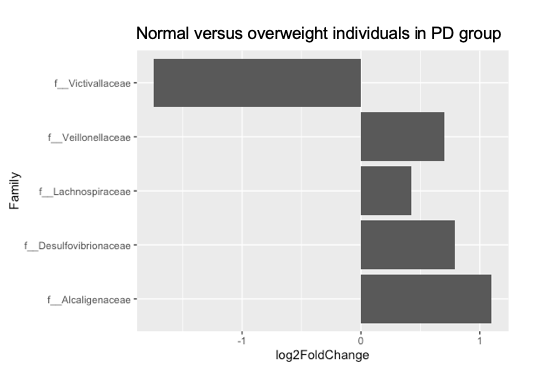 Normal versus overweight individuals in PD group
Family
f__Victivallaceae
f__Veillonellaceae
f__Lachnospiraceae
f__Desulfovibrionaceae
f__Alcaligenaceae
-1 0 1
log2FoldChange